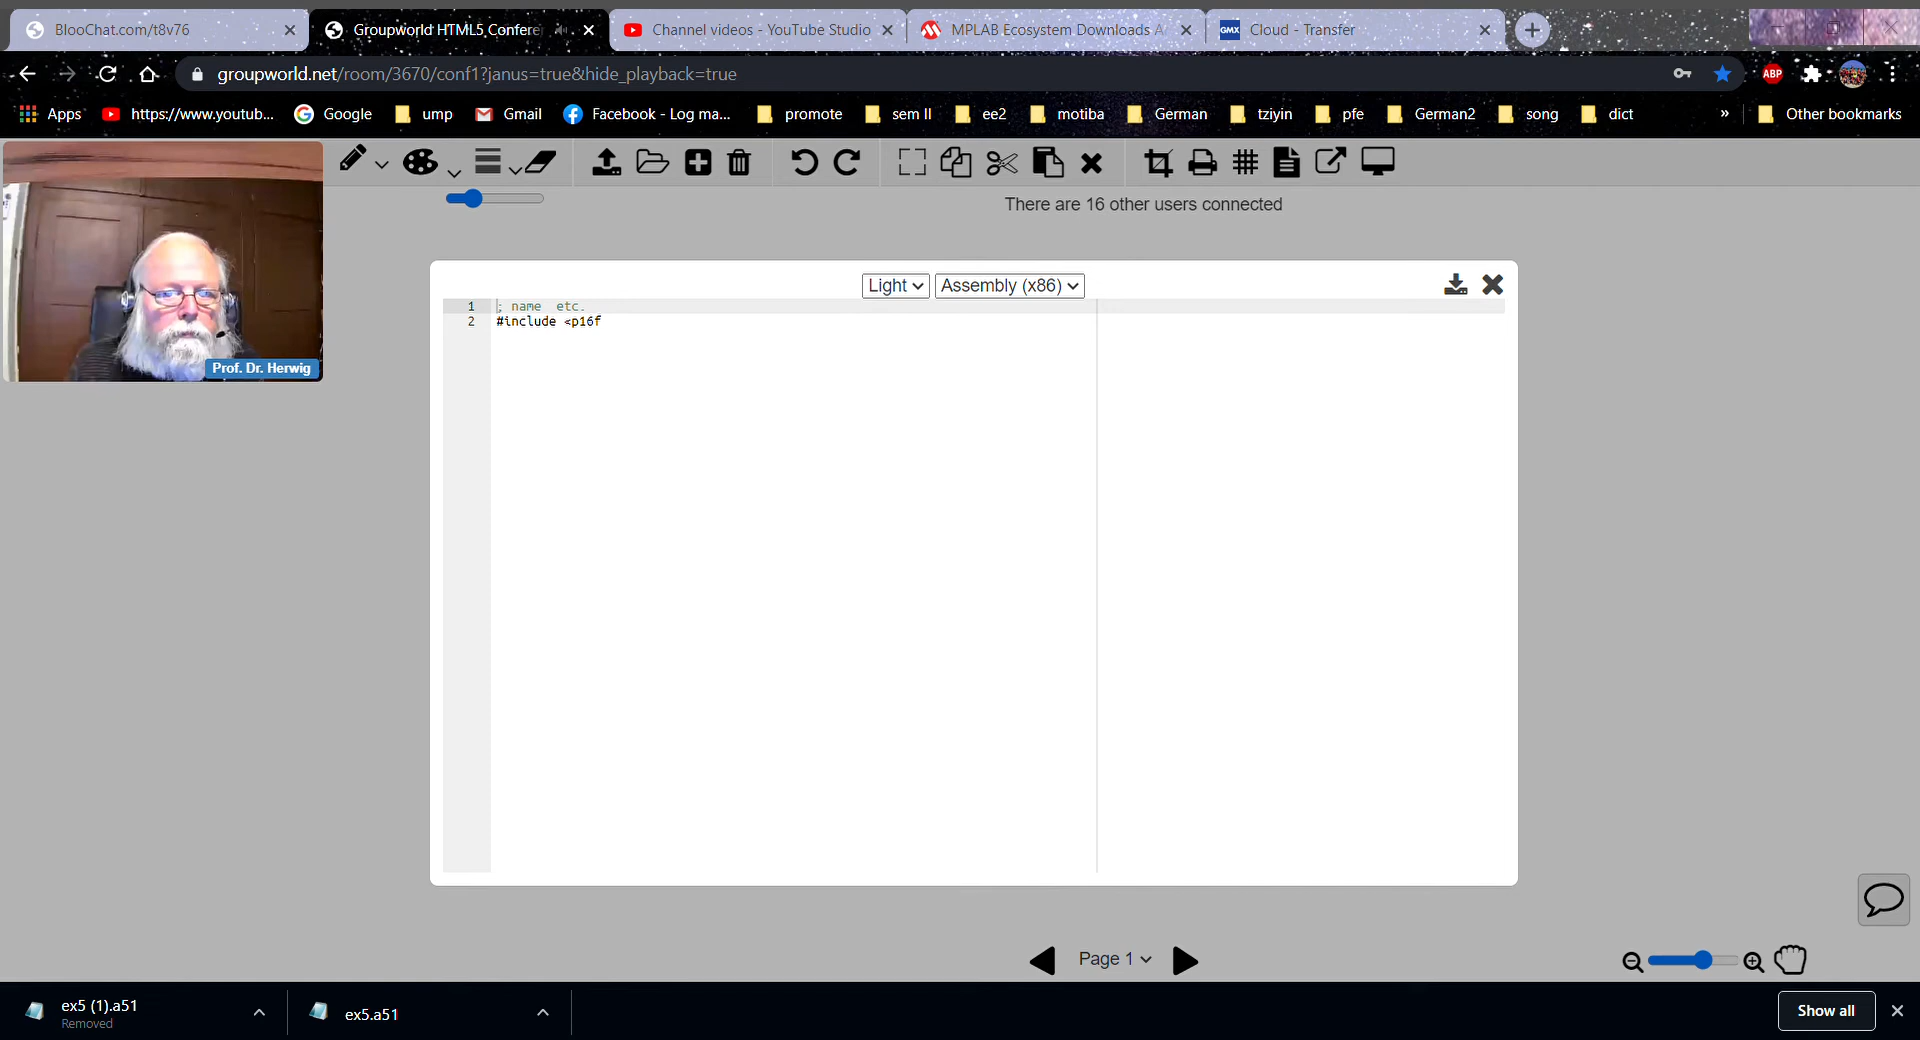 BlooChat.com/t8v76
Groupworld HTML5 Confere
Channel videos - YouTube Studio
MPLAB Ecosystem Downloads A
GMX
Cloud - Transfer
groupworld.net/room/3670/conf1?janus=true&hide_playback=true
ABP
Apps
https://www.youtub...
Google
ump
Gmail
Facebook - Log ma...
promote
sem II
ee2
motiba
German
tziyin
pfe
German2
song
dict
»
Other bookmarks
There are 16 other users connected
Prof. Dr. Herwig
Light
Assembly (x86)
1 ; name  etc.
2 #include <p16f
Page 1
ex5 (1).a51
Removed
ex5.a51
Show all